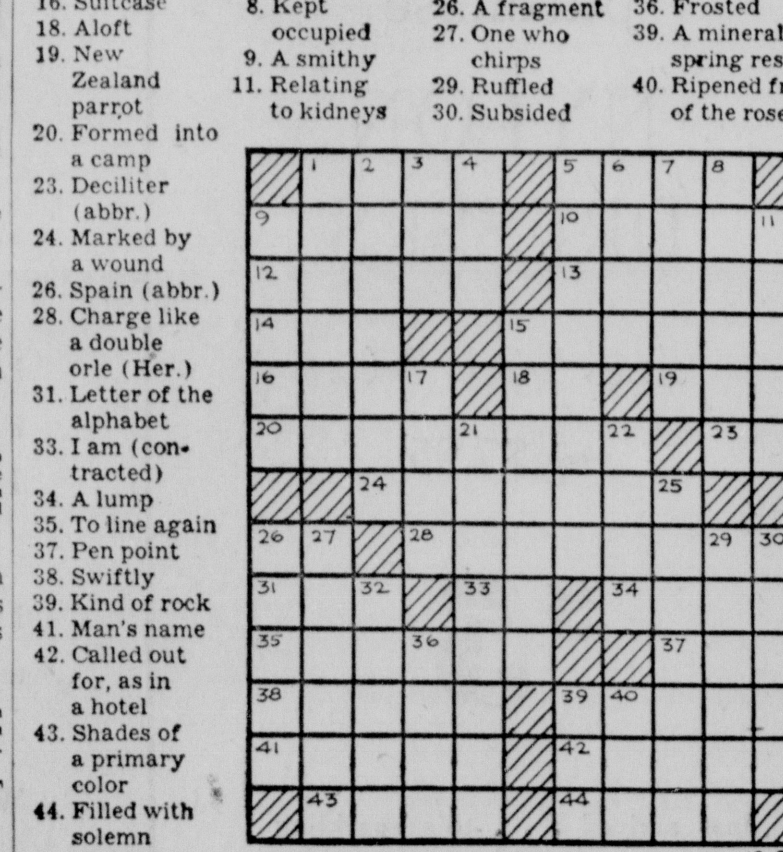 16. Suitcase
18. Aloft
19. New
Zealand
parrot
20. Formed into
a camp
23. Deciliter
(abbr.)
24. Marked by
a wound
26. Spain (abbr.)
28. Charge like
a double
orle (Her.)
31. Letter of the
alphabet
33. I am (con-
tracted)
34. A lump
35. To line again
37. Pen point
38. Swiftly
39. Kind of rock
41. Man's name
42. Called out
for, as in
a hotel
43. Shades of
a primary
color
44. Filled with
solemn
8. Kept
occupied
9. A smithy
11. Relating
to kidneys
26. A fragment
27. One who
chirps
29. Ruffled
30. Subsided
36. Frosted
39. A mineral
spring res
40. Ripened fr
of the rose
1 2 3 4 5 6 7 8
9 10 11
12 13
14 15
16 17 18 19
20 21 22 23
24 25
26 27 28 29 30
31 32 33 34
35 36 37
38 39 40
41 42
43 44